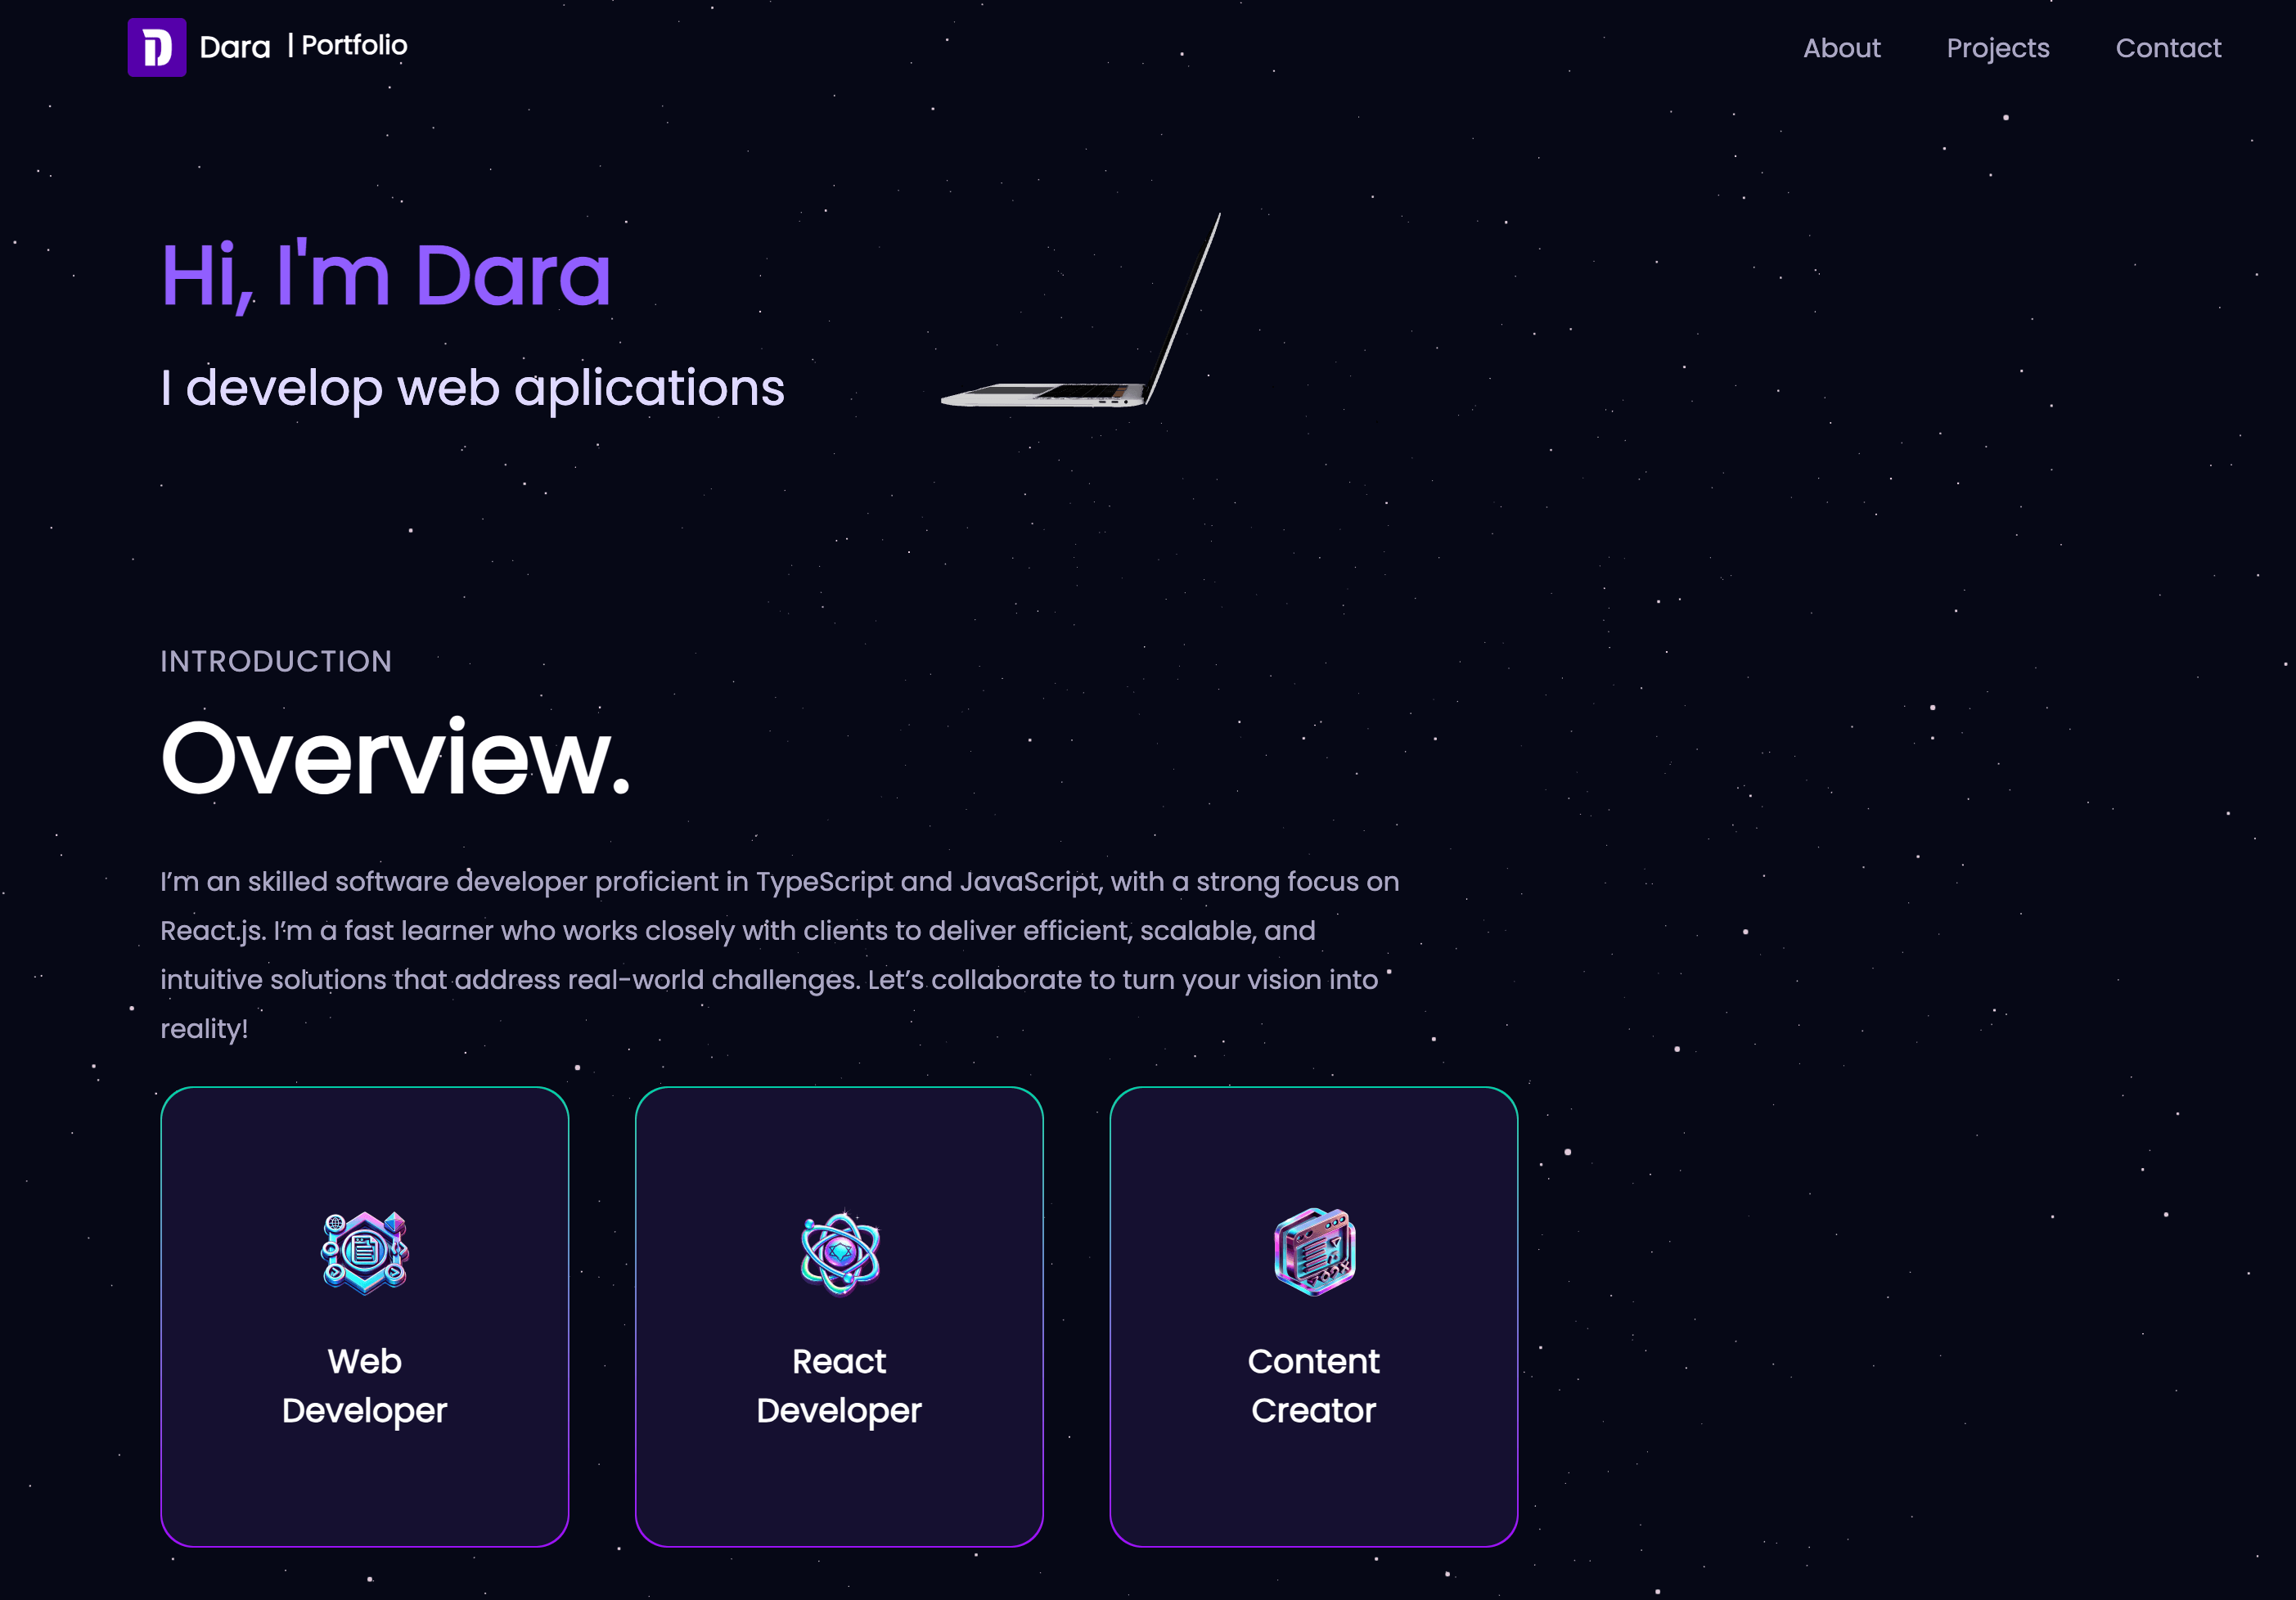 D Dara | Portfolio
About Projects Contact
Hi, I'm Dara
I develop web aplications
INTRODUCTION
Overview.
I’m an skilled software developer proficient in TypeScript and JavaScript, with a strong focus on
React.js. I’m a fast learner who works closely with clients to deliver efficient, scalable, and
intuitive solutions that address real-world challenges. Let’s collaborate to turn your vision into
reality!
Web
Developer
React
Developer
Content
Creator